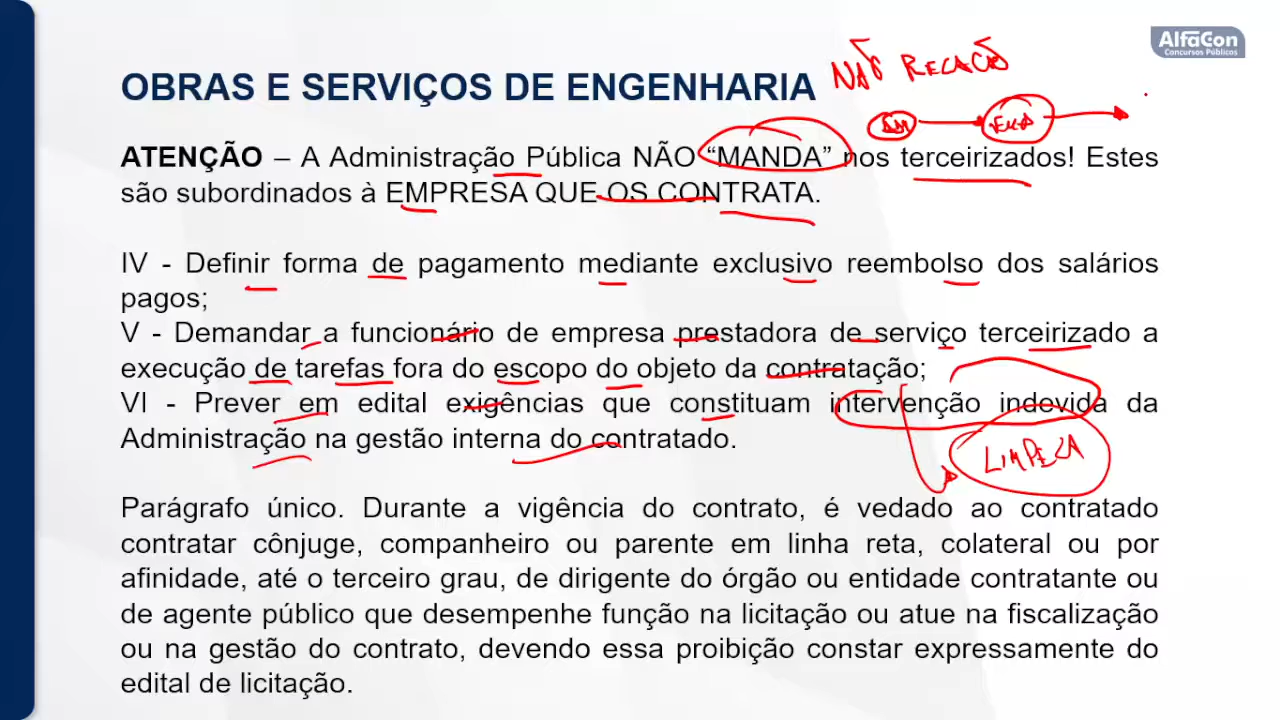 AlfaCon
Concursos Públicos
OBRAS E SERVIÇOS DE ENGENHARIA
NÃO
ATENÇÃO – A Administração Pública NÃO “MANDA” nos terceirizados! Estes
são subordinados à EMPRESA QUE OS CONTRATA.
IV - Definir forma de pagamento mediante exclusivo reembolso dos salários
pagos;
V - Demandar a funcionário de empresa prestadora de serviço terceirizado a
execução de tarefas fora do escopo do objeto da contratação;
VI - Prever em edital exigências que constituam intervenção indevida da
Administração na gestão interna do contratado.
LIMPEZA
Parágrafo único. Durante a vigência do contrato, é vedado ao contratado
contratar cônjuge, companheiro ou parente em linha reta, colateral ou por
afinidade, até o terceiro grau, de dirigente do órgão ou entidade contratante ou
de agente público que desempenhe função na licitação ou atue na fiscalização
ou na gestão do contrato, devendo essa proibição constar expressamente do
edital de licitação.